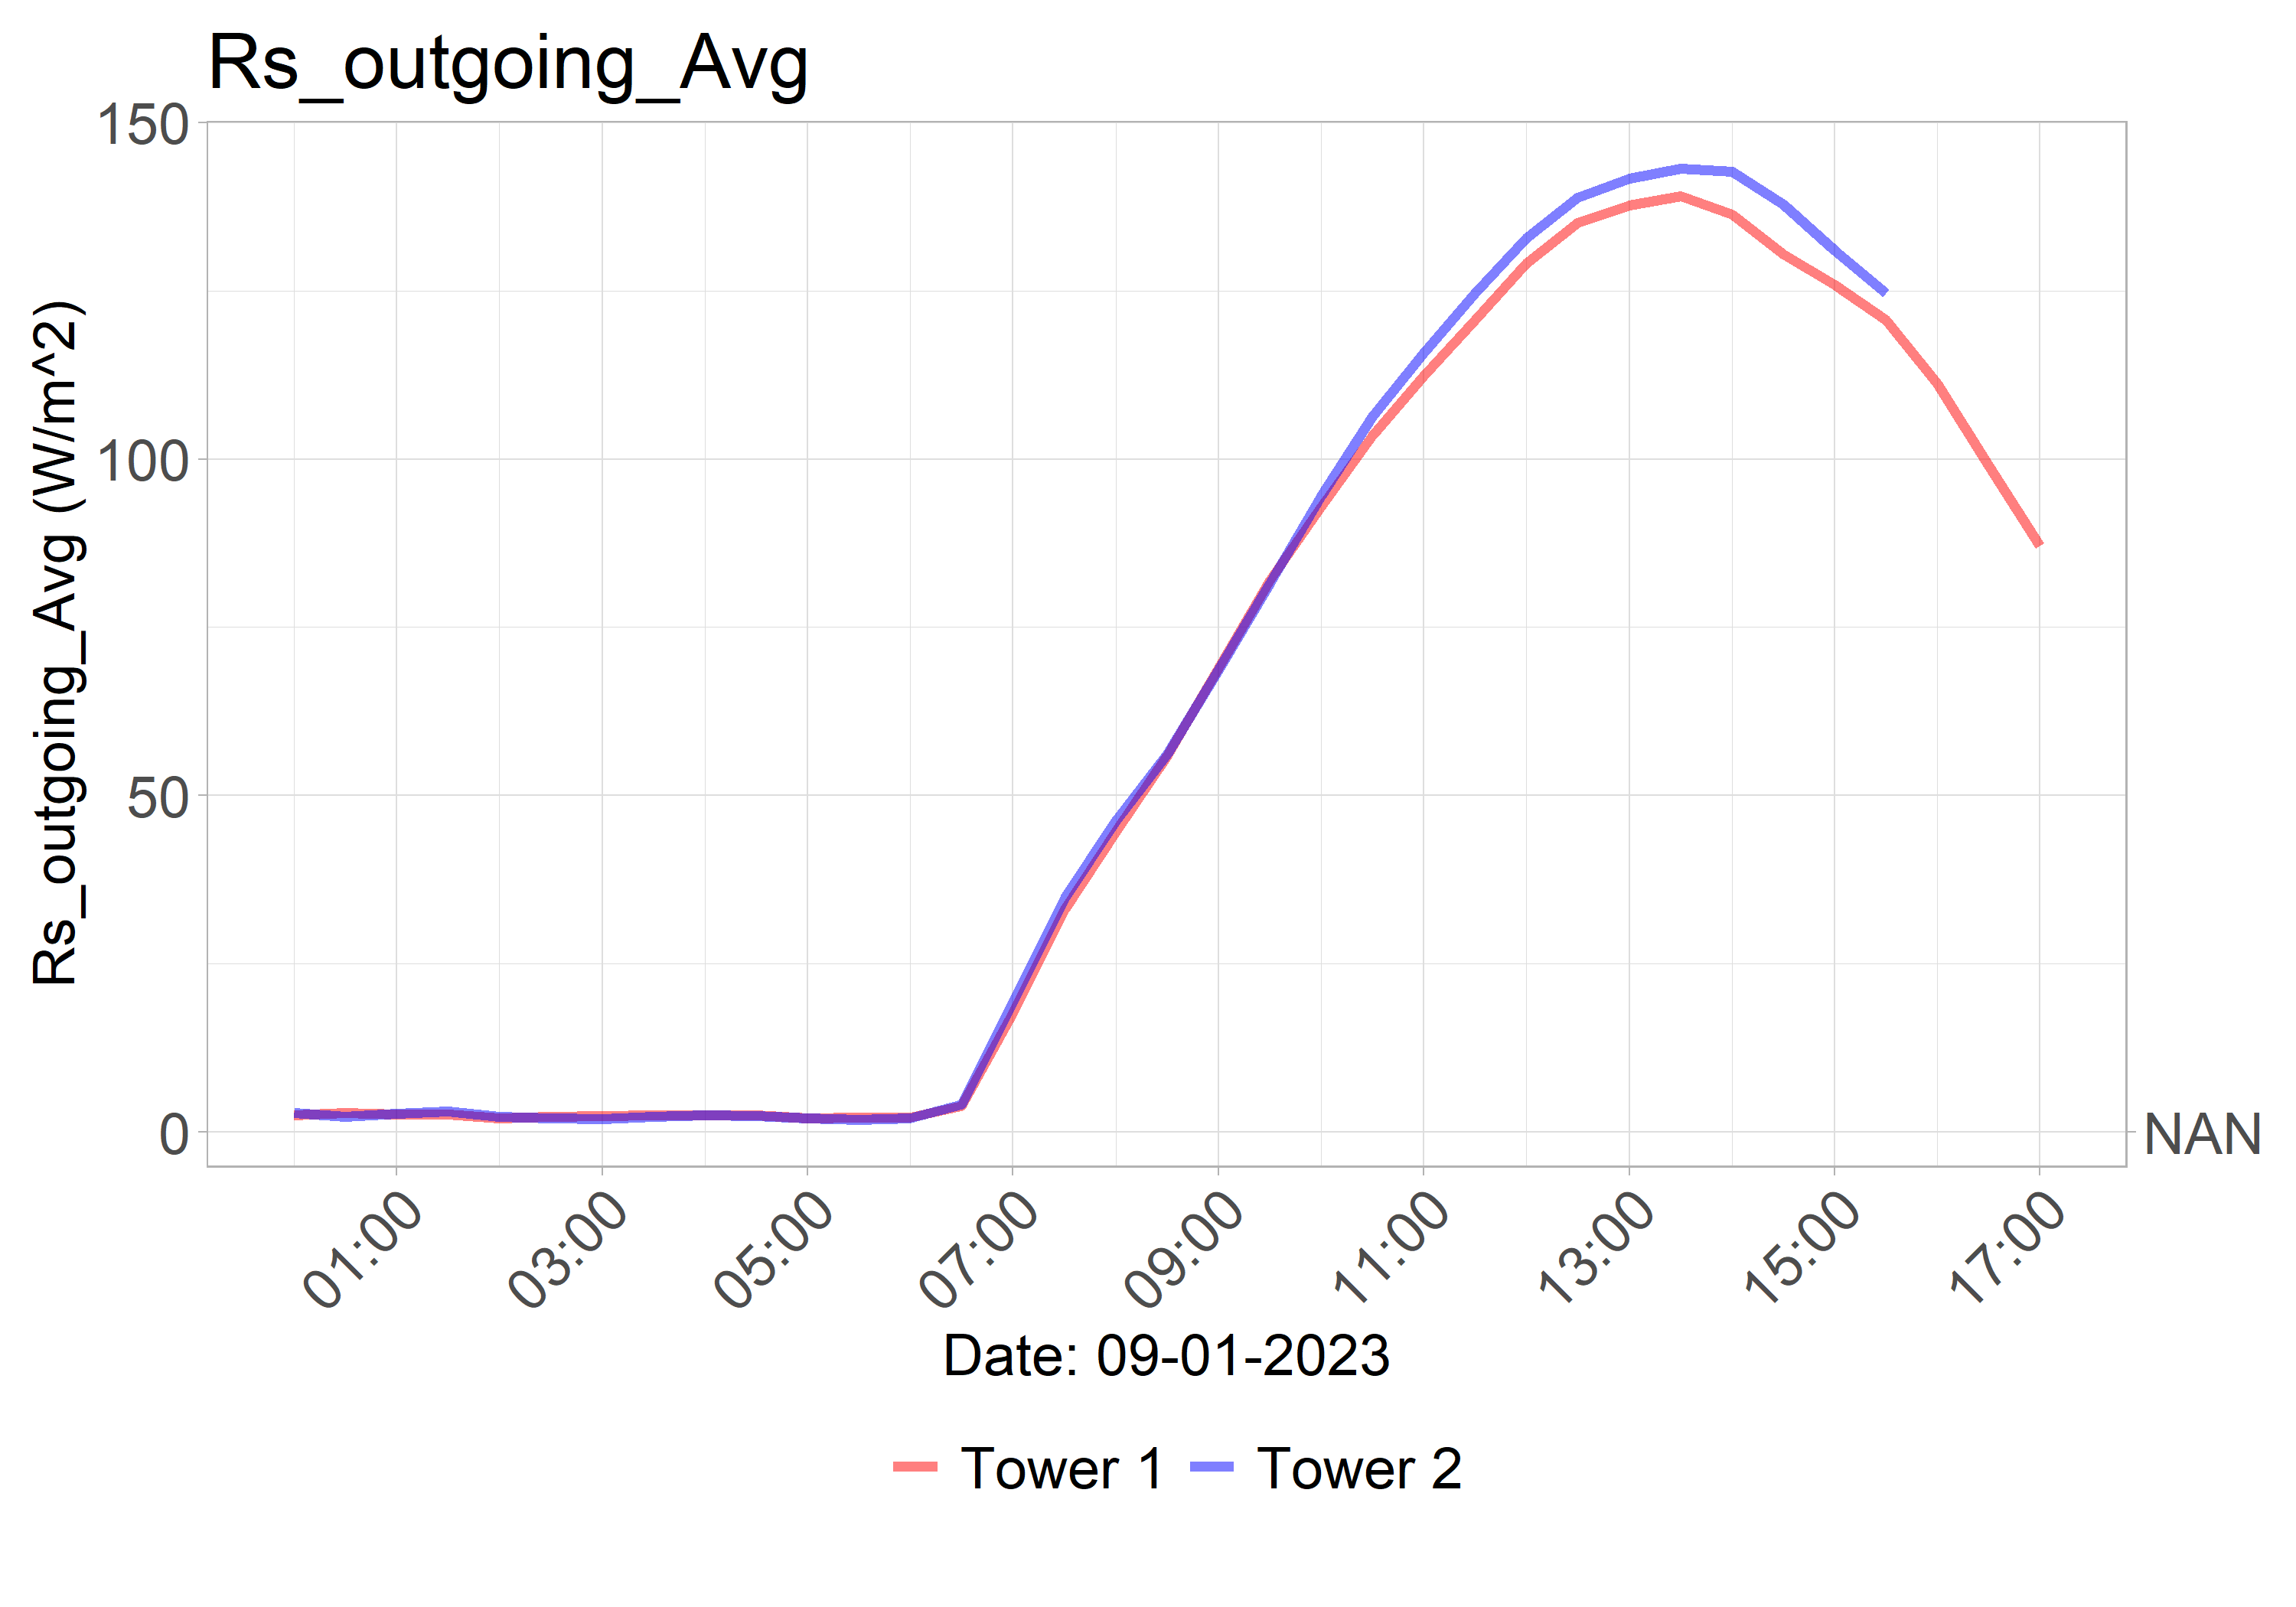 Rs_outgoing_Avg
Rs_outgoing_Avg (W/m^2)
150
100
50
0
NAN
01:00
03:00
05:00
07:00
09:00
11:00
13:00
15:00
17:00
Date: 09-01-2023
Tower 1
Tower 2